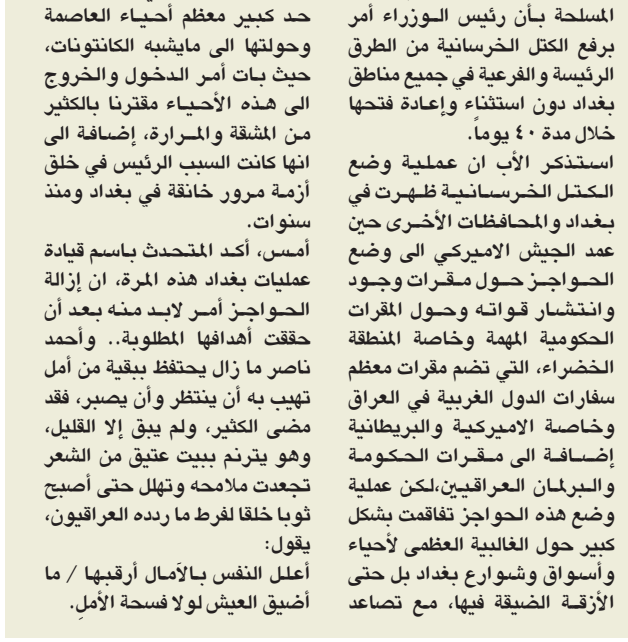 المسلحة بأن رئيس الوزراء أمر
برفع الكتل الخرسانية من الطرق
الرئيسة والفرعية في جميع مناطق
بغداد دون استثناء وإعادة فتحها
خلال مدة ٤٠ يوماً.
استذكر الأب ان عملية وضع
الكتل الخرسانية ظهرت في
بغداد والمحافظات الأخرى حين
عمد الجيش الاميركي الى وضع
الحواجز حول مقرات وجود
وانتشار قواته وحول المقرات
الحكومية المهمة وخاصة المنطقة
الخضراء، التي تضم مقرات معظم
سفارات الدول الغربية في العراق
وخاصة الاميركية والبريطانية
إضافة الى مقرات الحكومة
والبرلمان العراقيين،لكن عملية
وضع هذه الحواجز تفاقمت بشكل
كبير حول الغالبية العظمى لأحياء
وأسواق وشوارع بغداد بل حتى
الأزقة الضيقة فيها، مع تصاعد
حد كبير معظم أحياء العاصمة
وحولتها الى مايشبه الكانتونات،
حيث بات أمر الدخول والخروج
الى هذه الأحياء مقترنا بالكثير
من المشقة والمرارة، إضافة الى
انها كانت السبب الرئيس في خلق
أزمة مرور خانقة في بغداد ومنذ
سنوات.
أمس، أكد المتحدث باسم قيادة
عمليات بغداد هذه المرة، ان إزالة
الحواجز أمر لابد منه بعد أن
حققت أهدافها المطلوبة.. وأحمد
ناصر ما زال يحتفظ ببقية من أمل
تهيب به أن ينتظر وأن يصبر، فقد
مضى الكثير، ولم يبق إلا القليل،
وهو يترنم ببيت عتيق من الشعر
تجعدت ملامحه وتهلل حتى أصبح
ثوبا خلقا لفرط ما ردده العراقيون،
يقول:
أعلل النفس بالآمال أرقبها / ما
أضيق العيش لولا فسحة الأملِ.